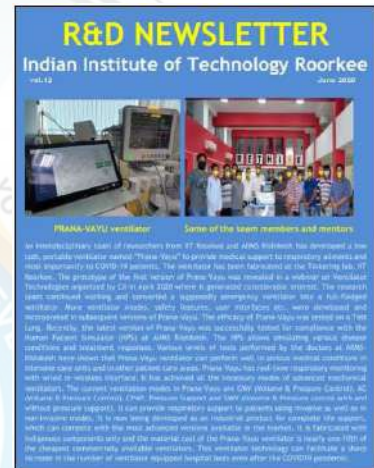 R&D NEWSLETTER
Indian Institute of Technology Roorkee
vol.12 June 2020
PRANA-VAYU ventilator Some of the team members and mentors
An interdisciplinary team of researchers from IIT Roorkee and AIIMS Rishikesh has developed a low
cost, portable ventilator named "Prana-Vayu" to provide medical support to respiratory ailments and
most importantly to COVID-19 patients. The ventilator has been fabricated at the Tinkering lab, IIT
Roorkee. The prototype of the first version of Prana-Vayu was revealed in a webinar on Ventilator
Technologies organized by CII in April 2020 where it generated considerable interest. The research
team continued working and converted a supposedly emergency ventilator into a full-fledged
ventilator. More ventilator modes, safety features, user interfaces etc. were developed and
incorporated in subsequent versions of Prana-Vayu. The efficacy of Prana-Vayu was tested on a Test
Lung. Recently, the latest version of Prana-Vayu was successfully tested for compliance with the
Human Patient Simulator (HPS) at AIIMS Rishikesh. The HPS allows simulating various disease
conditions and treatment responses. Various levels of tests performed by the doctors at AIIMS-
Rishikesh have shown that Prana-Vayu ventilator can perform well in various medical conditions in
intensive care units and in other patient care areas. Prana-Vayu has real-time respiratory monitoring
with wired or wireless interface. It has achieved all the necessary modes of advanced mechanical
ventilators. The current ventilation modes in Prana-Vayu are CMV (Volume & Pressure Control), AC
(Volume & Pressure Control), CPAP, Pressure Support and SIMV (Volume & Pressure control with and
without pressure support). It can provide respiratory support to patients using invasive as well as in
non-invasive modes. It is now being developed as an industrial product for complete life support,
which can compete with the most advanced versions available in the market. It is fabricated with
indigenous components only and the material cost of the Prana-Vayu ventilator is nearly one fifth of
the cheapest commercially available ventilators. This ventilator technology can facilitate a sharp
increase in the number of ventilator equipped hospital beds even after the COVID19 pandemic.